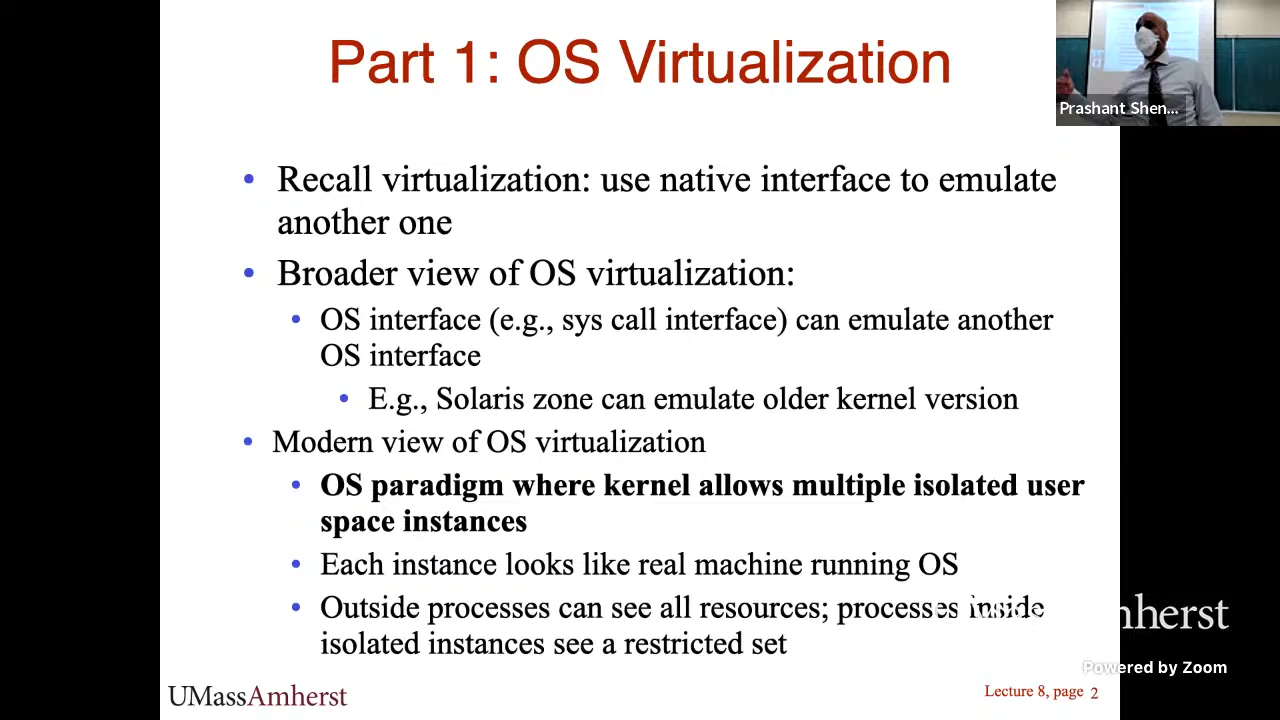 Part 1: OS Virtualization
Prashant Shen...
• Recall virtualization: use native interface to emulate
another one
• Broader view of OS virtualization:
• OS interface (e.g., sys call interface) can emulate another
OS interface
• E.g., Solaris zone can emulate older kernel version
• Modern view of OS virtualization
• OS paradigm where kernel allows multiple isolated user
space instances
• Each instance looks like real machine running OS
• Outside processes can see all resources; processes inside
isolated instances see a restricted set
mherst
Powered by Zoom
UMassAmherst
Lecture 8, page 2